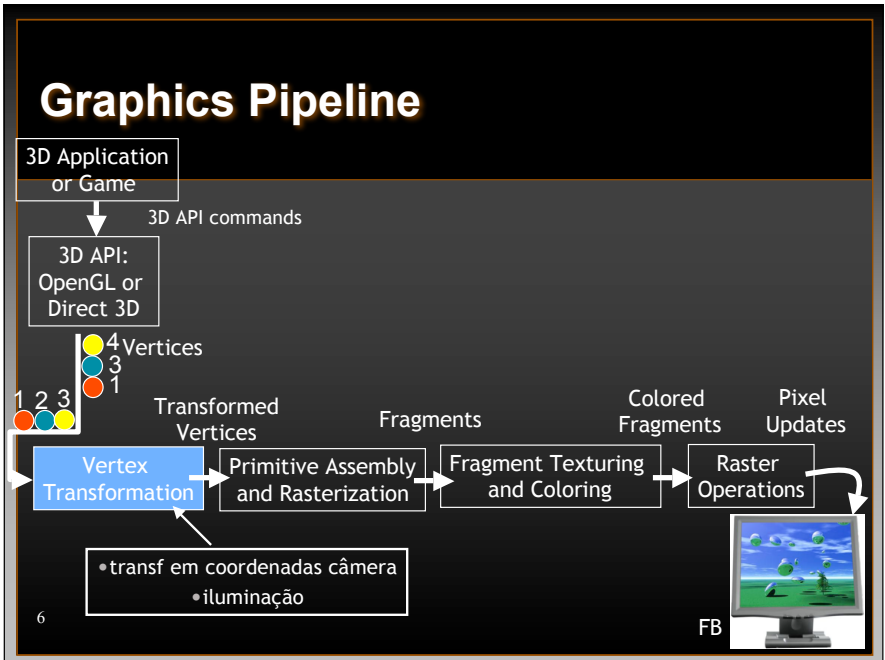 Graphics Pipeline
3D Application
or Game
3D API commands
3D API:
OpenGL or
Direct 3D
4
Vertices
3
1
1 2 3
Transformed
Vertices
Fragments
Colored
Fragments
Pixel
Updates
Vertex
Transformation
Primitive Assembly
and Rasterization
Fragment Texturing
and Coloring
Raster
Operations
•transf em coordenadas câmera
•iluminação
6
FB